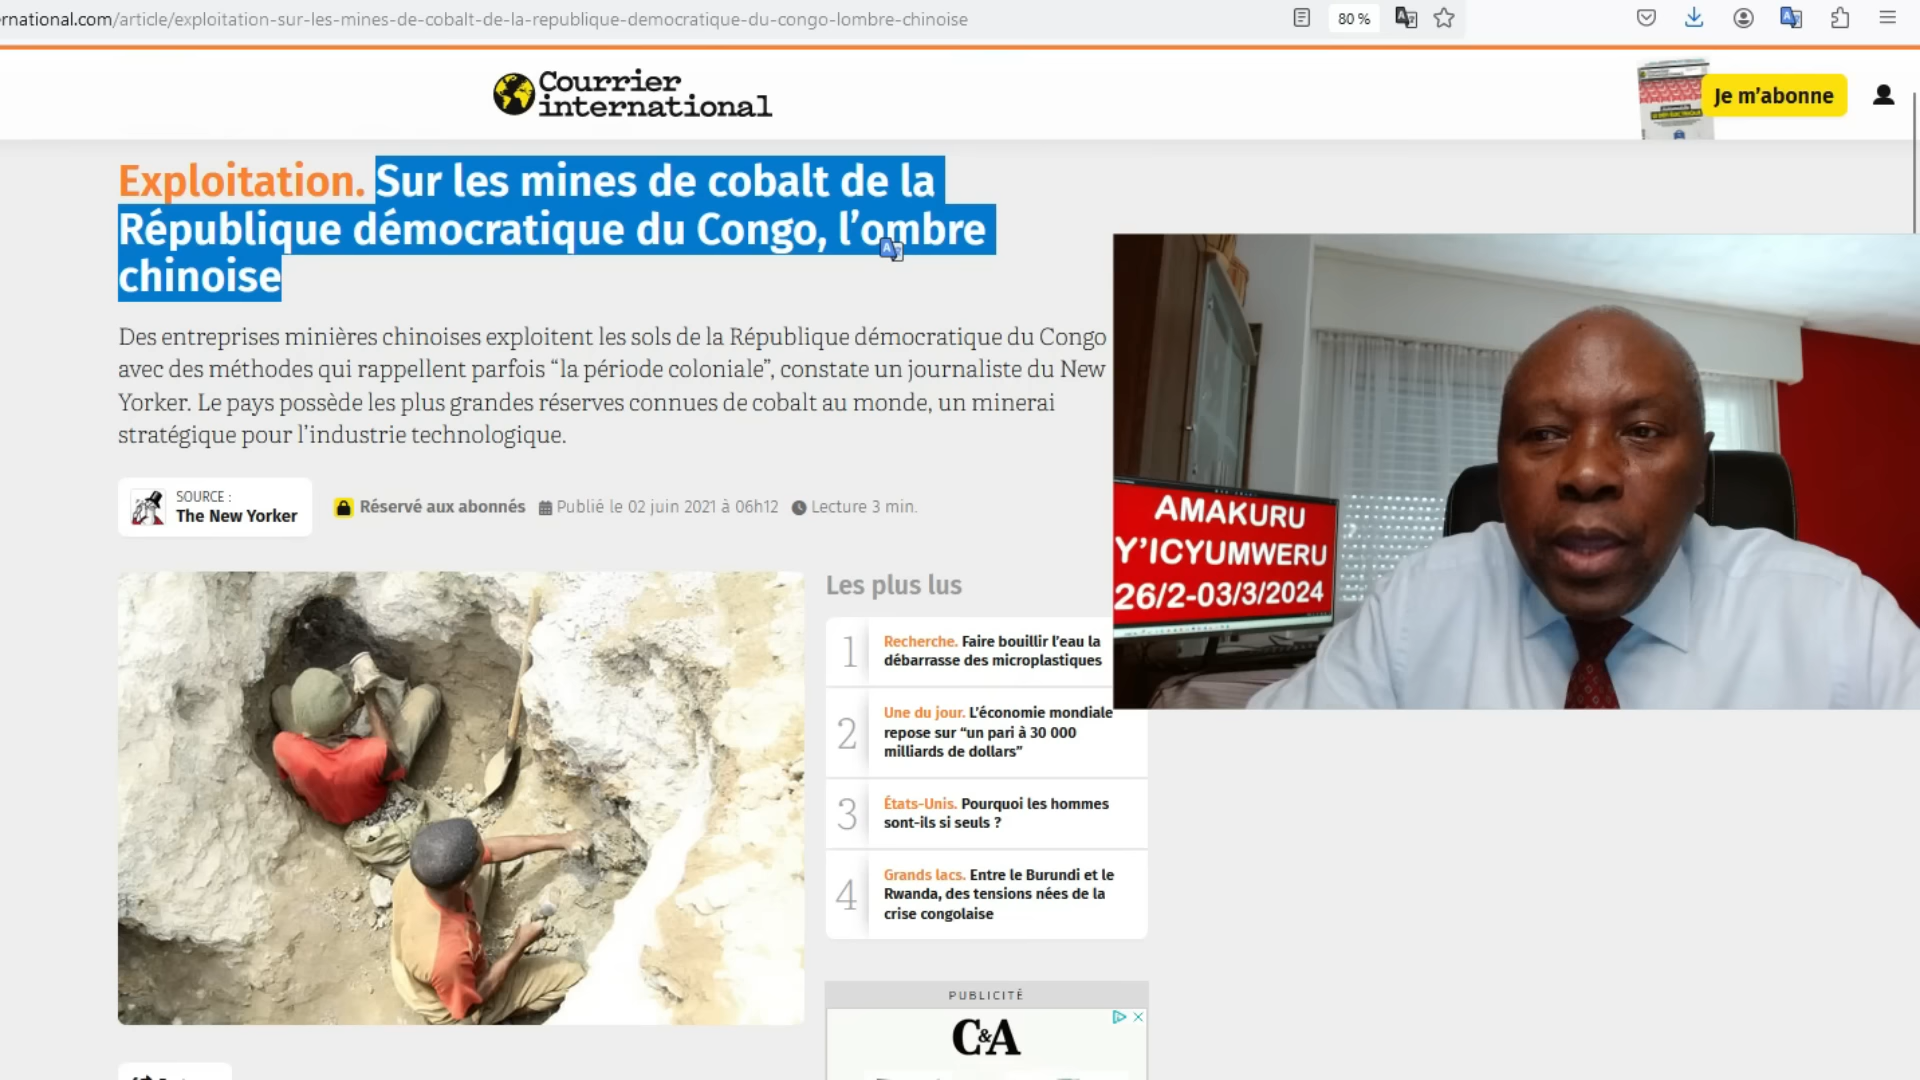 rnational.com/article/exploitation-sur-les-mines-de-cobalt-de-la-republique-democratique-du-congo-lombre-chinoise
80 %
Courrier
international
Je m'abonne
Exploitation. Sur les mines de cobalt de la
République démocratique du Congo, l'ombre
chinoise
Des entreprises minières chinoises exploitent les sols de la République démocratique du Congo
avec des méthodes qui rappellent parfois “la période coloniale”, constate un journaliste du New
Yorker. Le pays possède les plus grandes réserves connues de cobalt au monde, un minerai
stratégique pour l'industrie technologique.
SOURCE :
The New Yorker
Réservé aux abonnés
Publié le 02 juin 2021 à 06h12
Lecture 3 min.
AMAKURU
Y'ICYUMWERU
26/2-03/3/2024
Les plus lus
1
Recherche. Faire bouillir l'eau la
débarrasse des microplastiques
2
Une du jour. L'économie mondiale
repose sur “un pari à 30 000
milliards de dollars”
3
États-Unis. Pourquoi les hommes
sont-ils si seuls ?
4
Grands lacs. Entre le Burundi et le
Rwanda, des tensions nées de la
crise congolaise
PUBLICITÉ
C&A